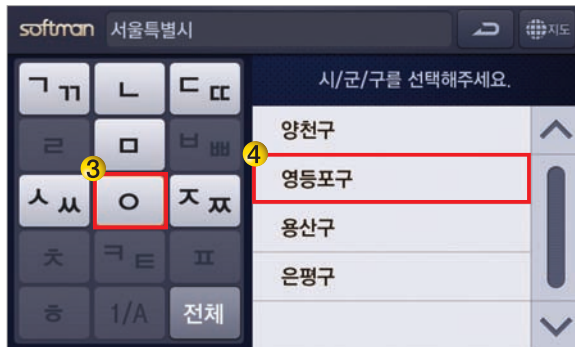 softman 서울특별시 지도
시/군/구를 선택해주세요.
ㄱ ㄲ ㄴ ㄷ ㄸ
ㄹ ㅁ ㅂ ㅃ
ㅅ ㅆ ㅇ ㅈ ㅉ
ㅊ ㅋ ㅌ ㅍ
ㅎ 1/A 전체
3
4
양천구
영등포구
용산구
은평구